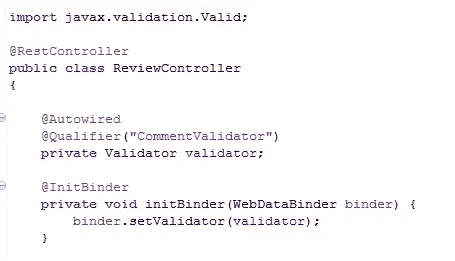 import javax.validation.Valid;
@RestController
public class ReviewController
{
@Autowired
@Qualifier("CommentValidator")
private Validator validator;
@InitBinder
private void initBinder(WebDataBinder binder) {
binder.setValidator(validator);
}